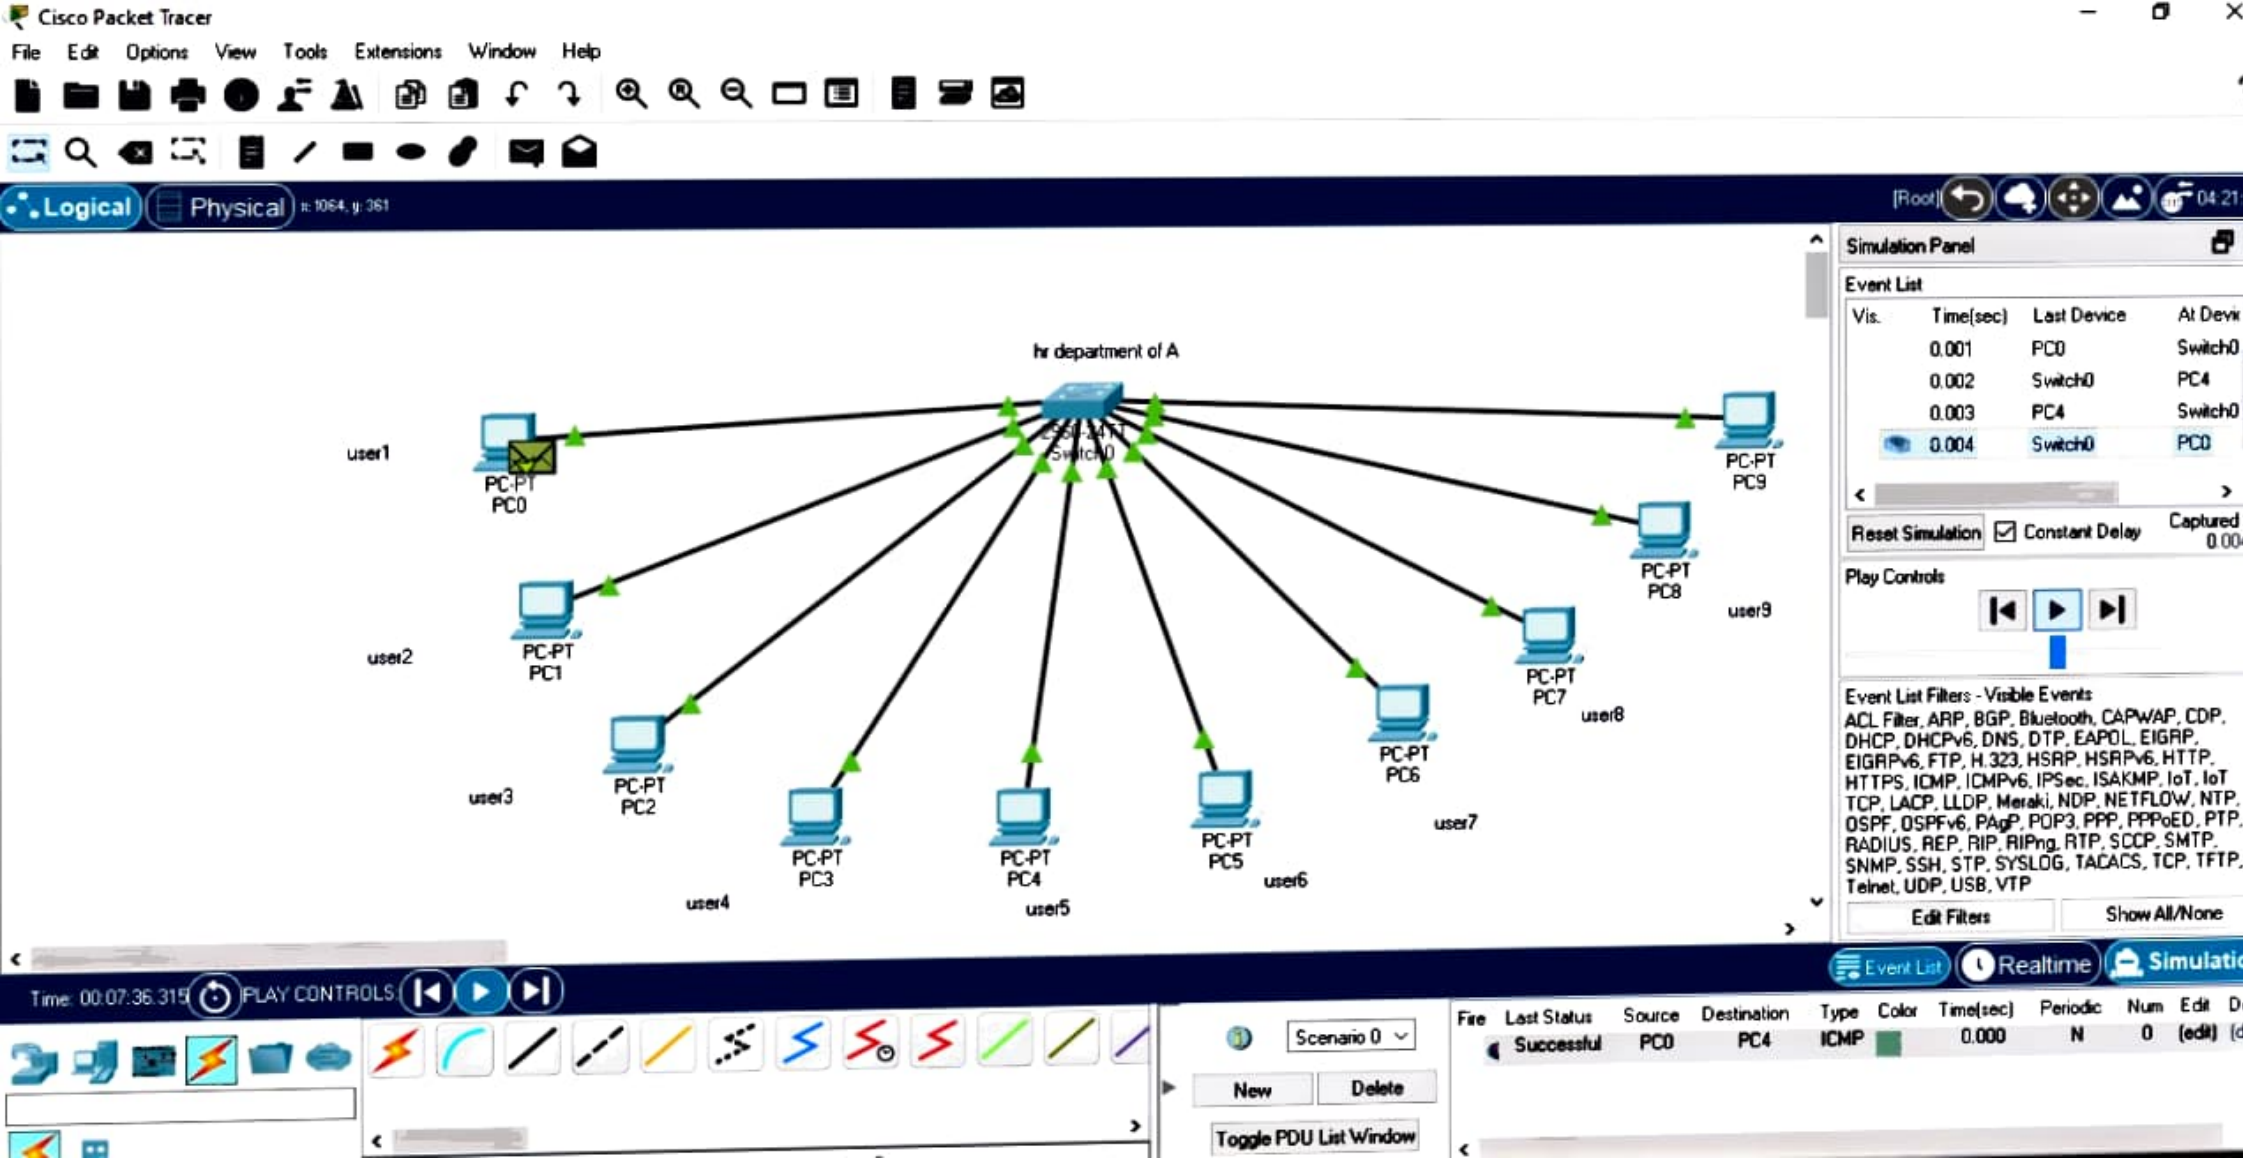 Cisco Packet Tracer
File Edit Options View Tools Extensions Window Help
Logical Physical x: 1064, y: 361 [Root] 04:21:
Simulation Panel
Event List
Vis. Time(sec) Last Device At Devi
0.001 PC0 Switch0
0.002 Switch0 PC4
0.003 PC4 Switch0
0.004 Switch0 PC0
Reset Simulation Constant Delay Captured
0.00
Play Controls
Event List Filters - Visible Events
ACL Filter, ARP, BGP, Bluetooth, CAPWAP, CDP,
DHCP, DHCPv6, DNS, DTP, EAPOL, EIGRP,
EIGRPv6, FTP, H.323, HSRP, HSRPv6, HTTP,
HTTPS, ICMP, ICMPv6, IPSec, ISAKMP, IoT, IoT
TCP, LACP, LLDP, Meraki, NDP, NETFLOW, NTP,
OSPF, OSPFv6, PAgP, POP3, PPP, PPPoED, PTP,
RADIUS, REP, RIP, RIPng, RTP, SCCP, SMTP,
SNMP, SSH, STP, SYSLOG, TACACS, TCP, TFTP,
Telnet, UDP, USB, VTP
Edit Filters Show All/None
hr department of A
2950-24TT
Switch0
user1
PC-PT
PC0
PC-PT
PC9
PC-PT
PC8
user9
PC-PT
PC1
user2
PC-PT
PC7
user8
PC-PT
PC2
user3
PC-PT
PC6
user7
PC-PT
PC3
user4
PC-PT
PC4
user5
PC-PT
PC5
user6
Event List Realtime Simulatio
Time: 00:07:36.315 PLAY CONTROLS:
Scenario 0
New Delete
Toggle PDU List Window
Fire Last Status Source Destination Type Color Time(sec) Periodic Num Edit D
Successful PC0 PC4 ICMP 0.000 N 0 (edit) (d